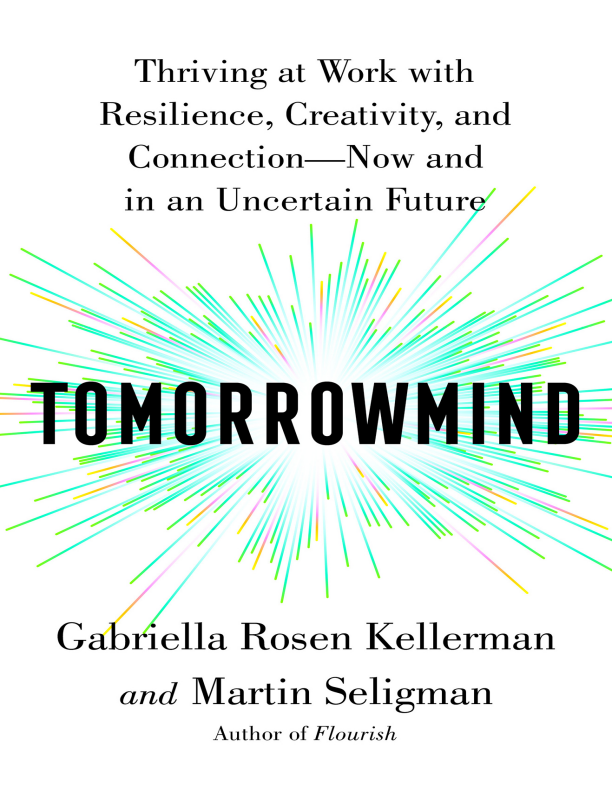 Thriving at Work with
Resilience, Creativity, and
Connection—Now and
in an Uncertain Future
TOMORROWMIND
Gabriella Rosen Kellerman
and Martin Seligman
Author of Flourish